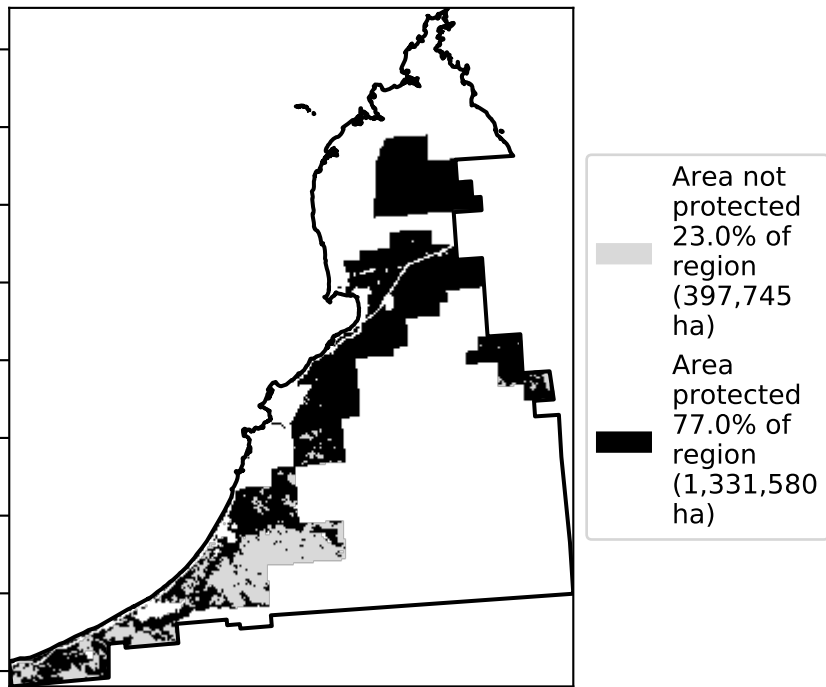 Area not
protected
23.0% of
region
(397,745
ha)
Area
protected
77.0% of
region
(1,331,580
ha)